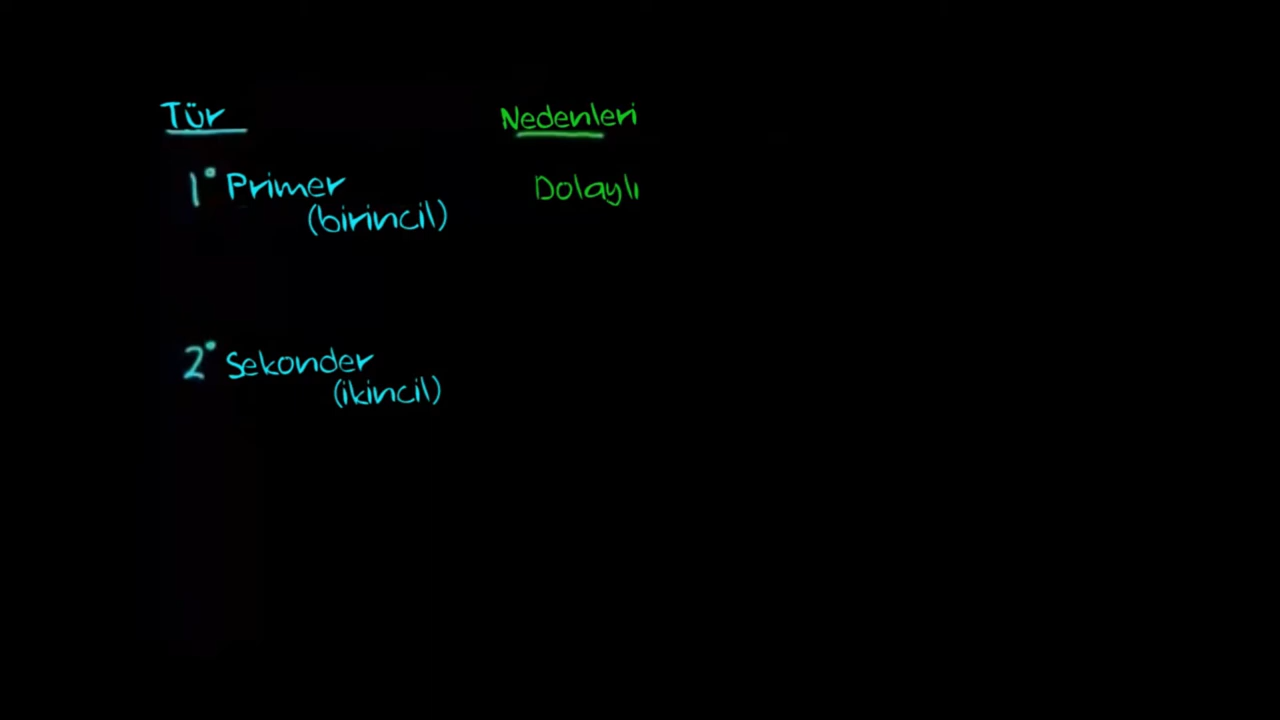 Tür
Nedenleri
1° Primer
(birincil)
Dolaylı
2° Sekonder
(ikincil)